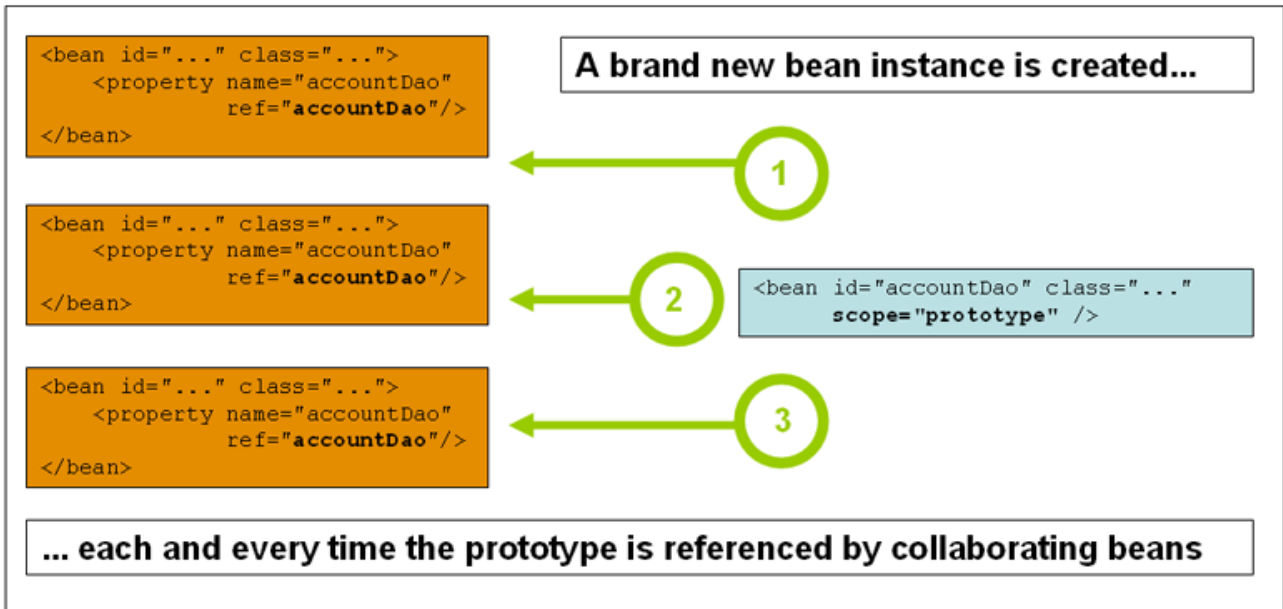 <bean id="..." class="...">
    <property name="accountDao"
              ref="accountDao"/>
</bean>
A brand new bean instance is created...
1
<bean id="..." class="...">
    <property name="accountDao"
              ref="accountDao"/>
</bean>
2
<bean id="accountDao" class="..."
      scope="prototype" />
<bean id="..." class="...">
    <property name="accountDao"
              ref="accountDao"/>
</bean>
3
... each and every time the prototype is referenced by collaborating beans